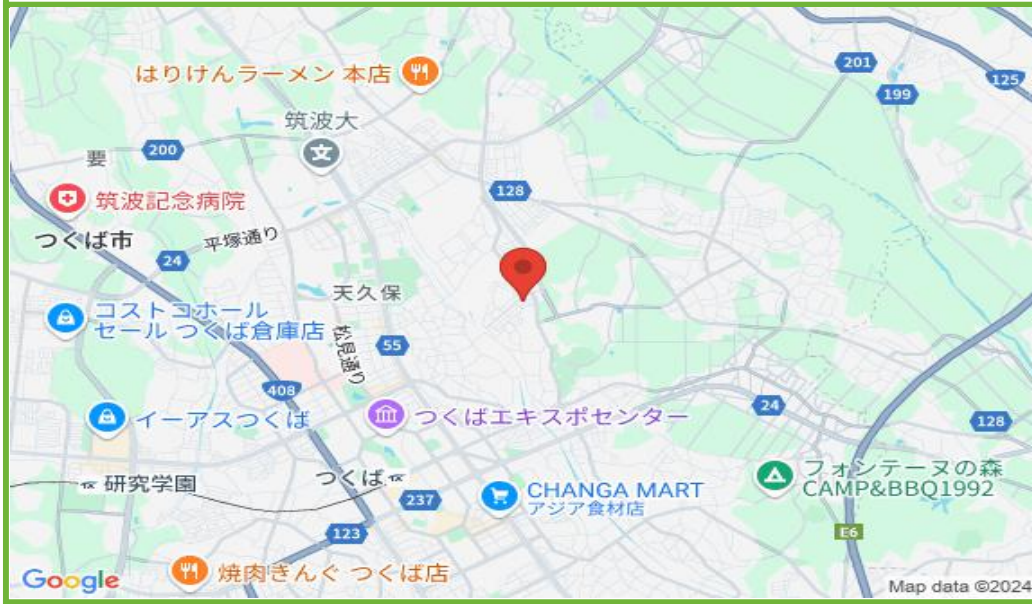 はりけんラーメン 本店
201
125
199
筑波大
要
200
128
筑波記念病院
つくば市
平塚通り
24
天久保
コストコホール
セール つくば倉庫店
松見通り
55
408
イーアスつくば
つくばエキスポセンター
24
128
研究学園
つくば
237
CHANGA MART
アジア食材店
フォンテーヌの森
CAMP&BBQ1992
123
E6
焼肉きんぐ つくば店
Google
Map data ©2024